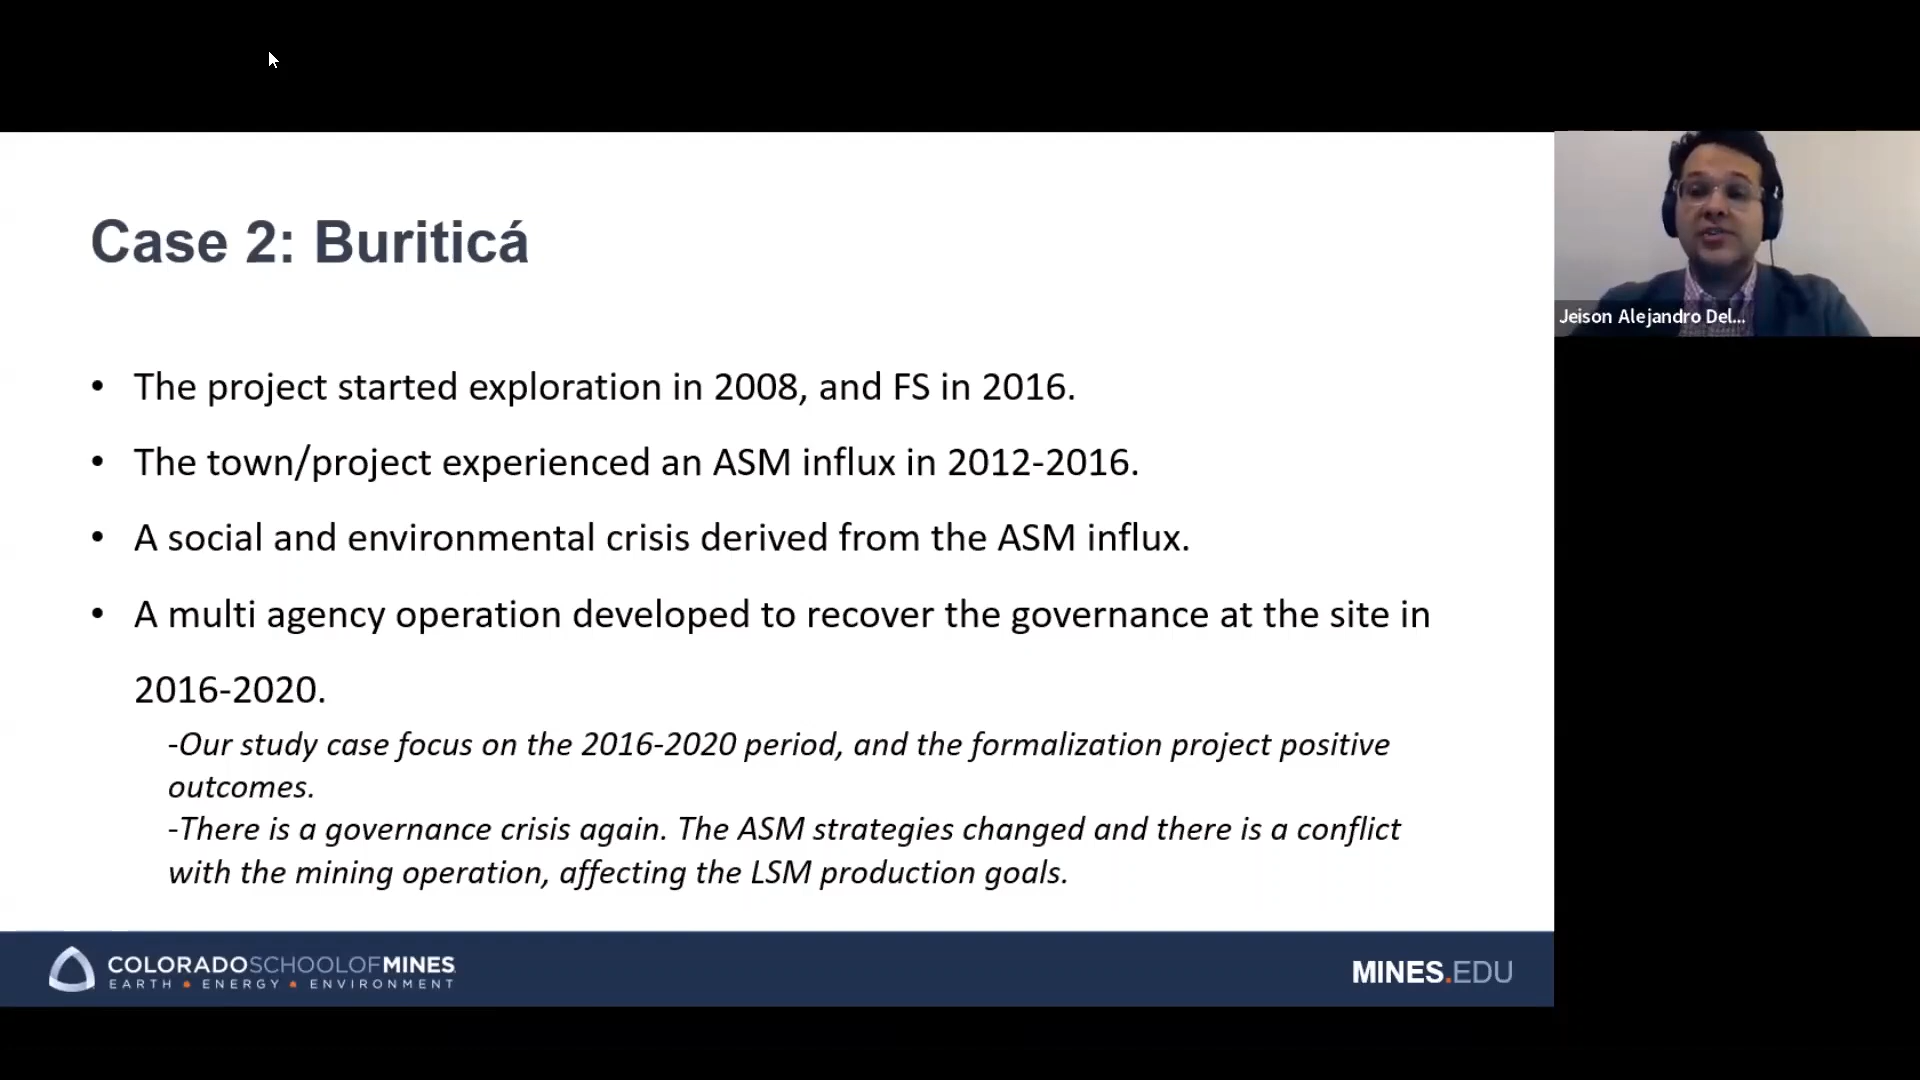 Case 2: Buriticá
• The project started exploration in 2008, and FS in 2016.
• The town/project experienced an ASM influx in 2012-2016.
• A social and environmental crisis derived from the ASM influx.
• A multi agency operation developed to recover the governance at the site in
2016-2020.
-Our study case focus on the 2016-2020 period, and the formalization project positive
outcomes.
-There is a governance crisis again. The ASM strategies changed and there is a conflict
with the mining operation, affecting the LSM production goals.
Jeison Alejandro Del...
COLORADOSCHOOLOFMINES
EARTH • ENERGY • ENVIRONMENT
MINES.EDU